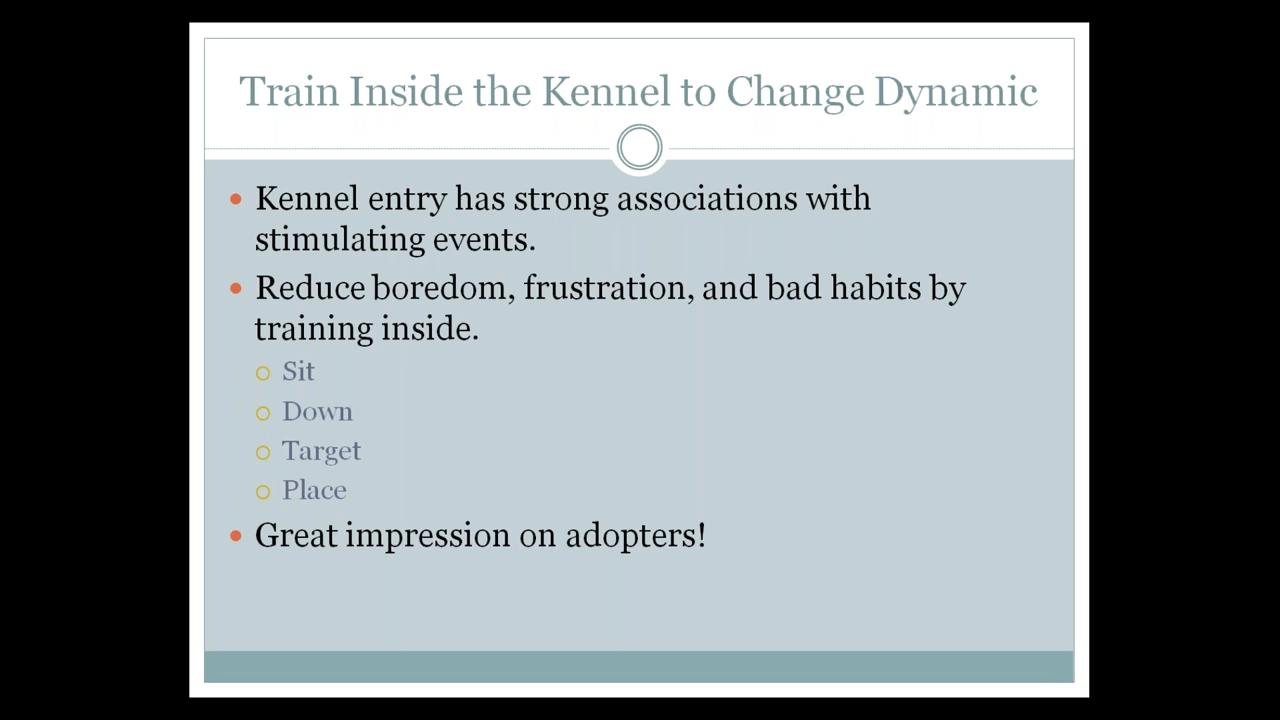 Train Inside the Kennel to Change Dynamic
Kennel entry has strong associations with
stimulating events.
Reduce boredom, frustration, and bad habits by
training inside.
Sit
Down
Target
Place
Great impression on adopters!